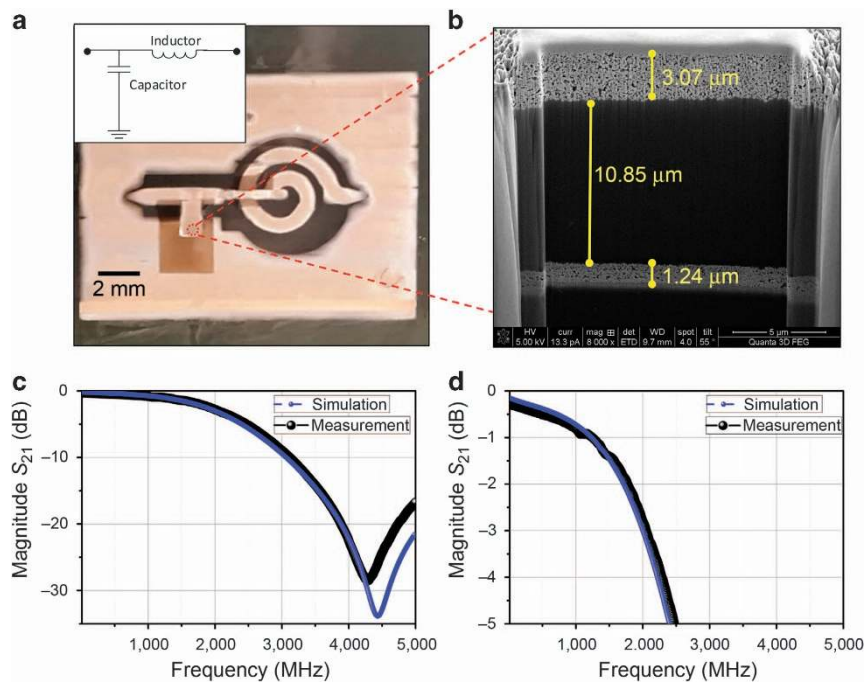 a
Inductor
Capacitor
2 mm
b
3.07 μm
10.85 μm
1.24 μm
HV curr mag ⊞ det WD spot tilt 5 μm
5.00 kV 13.3 pA 8 000 x ETD 9.7 mm 4.0 55° Quanta 3D FEG
c
Magnitude S21 (dB)
0
−10
−20
−30
Simulation
Measurement
1,000 2,000 3,000 4,000 5,000
Frequency (MHz)
d
Magnitude S21 (dB)
0
−1
−2
−3
−4
−5
Simulation
Measurement
1,000 2,000 3,000 4,000 5,000
Frequency (MHz)